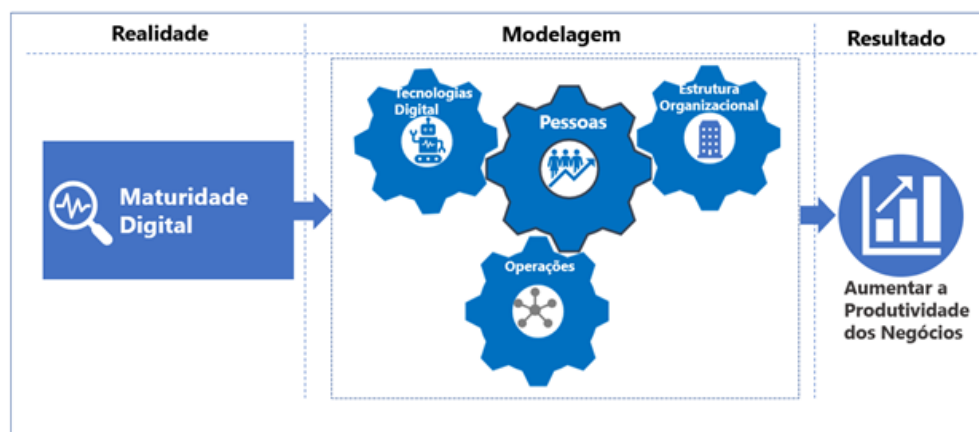 Realidade
Modelagem
Resultado
Tecnologias
Digital
Pessoas
Estrutura
Organizacional
Maturidade
Digital
Operações
Aumentar a
Produtividade
dos Negócios